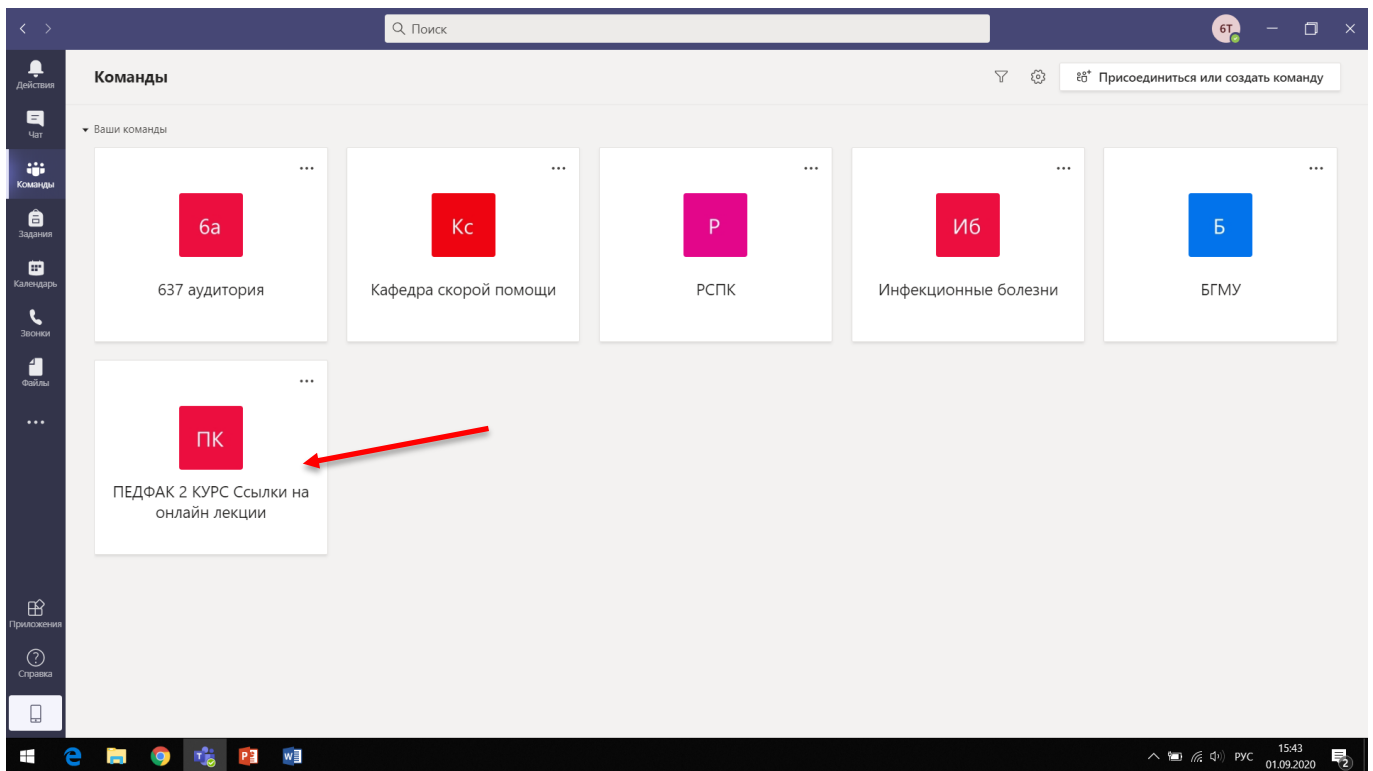 Поиск
6Т
Действия
Чат
Команды
Задания
Календарь
Звонки
Файлы
Приложения
Справка
Команды
Присоединиться или создать команду
Ваши команды
6а
637 аудитория
Кс
Кафедра скорой помощи
Р
РСПК
Иб
Инфекционные болезни
Б
БГМУ
ПК
ПЕДФАК 2 КУРС Ссылки на
онлайн лекции
РУС
15:43
01.09.2020
2